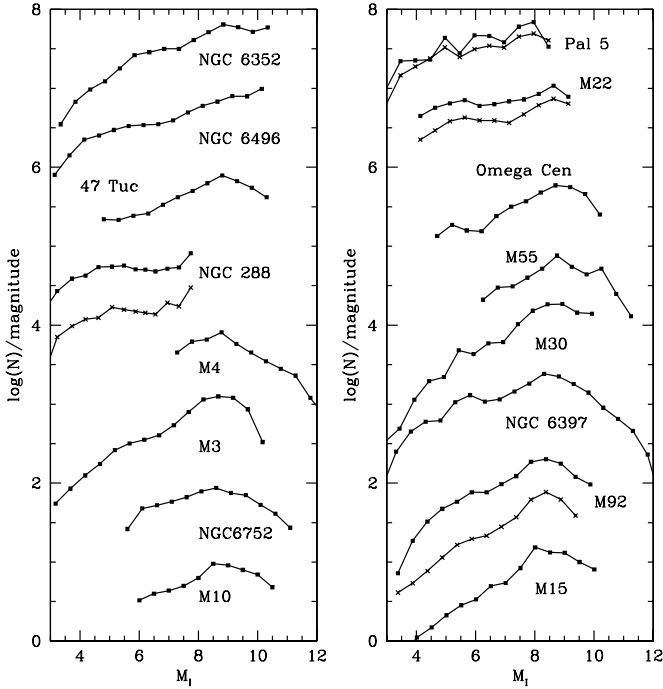 8
6
4
2
0
log(N)/magnitude
NGC 6352
NGC 6496
47 Tuc
NGC 288
M4
M3
NGC6752
M10
4
6
8
10
12
M_I
8
6
4
2
0
log(N)/magnitude
Pal 5
M22
Omega Cen
M55
M30
NGC 6397
M92
M15
4
6
8
10
12
M_I